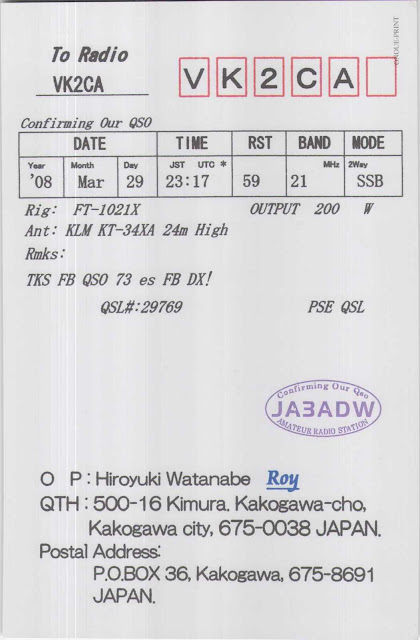 ONDUE-PRINT
To Radio
VK2CA
V K 2 C A
Confirming Our QSO
DATE TIME RST BAND MODE
Year Month Day JST UTC * MHz 2Way
'08 Mar 29 23:17 59 21 SSB
Rig: FT-1021X OUTPUT 200 W
Ant: KLM KT-34XA 24m High
Rmks:
TKS FB QSO 73 es FB DX!
QSL#:29769 PSE QSL
Confirming Our Qso
JA3ADW
AMATEUR RADIO STATION
O P : Hiroyuki Watanabe Roy
QTH : 500-16 Kimura. Kakogawa-cho,
Kakogawa city, 675-0038 JAPAN.
Postal Address:
P.O.BOX 36, Kakogawa, 675-8691
JAPAN.